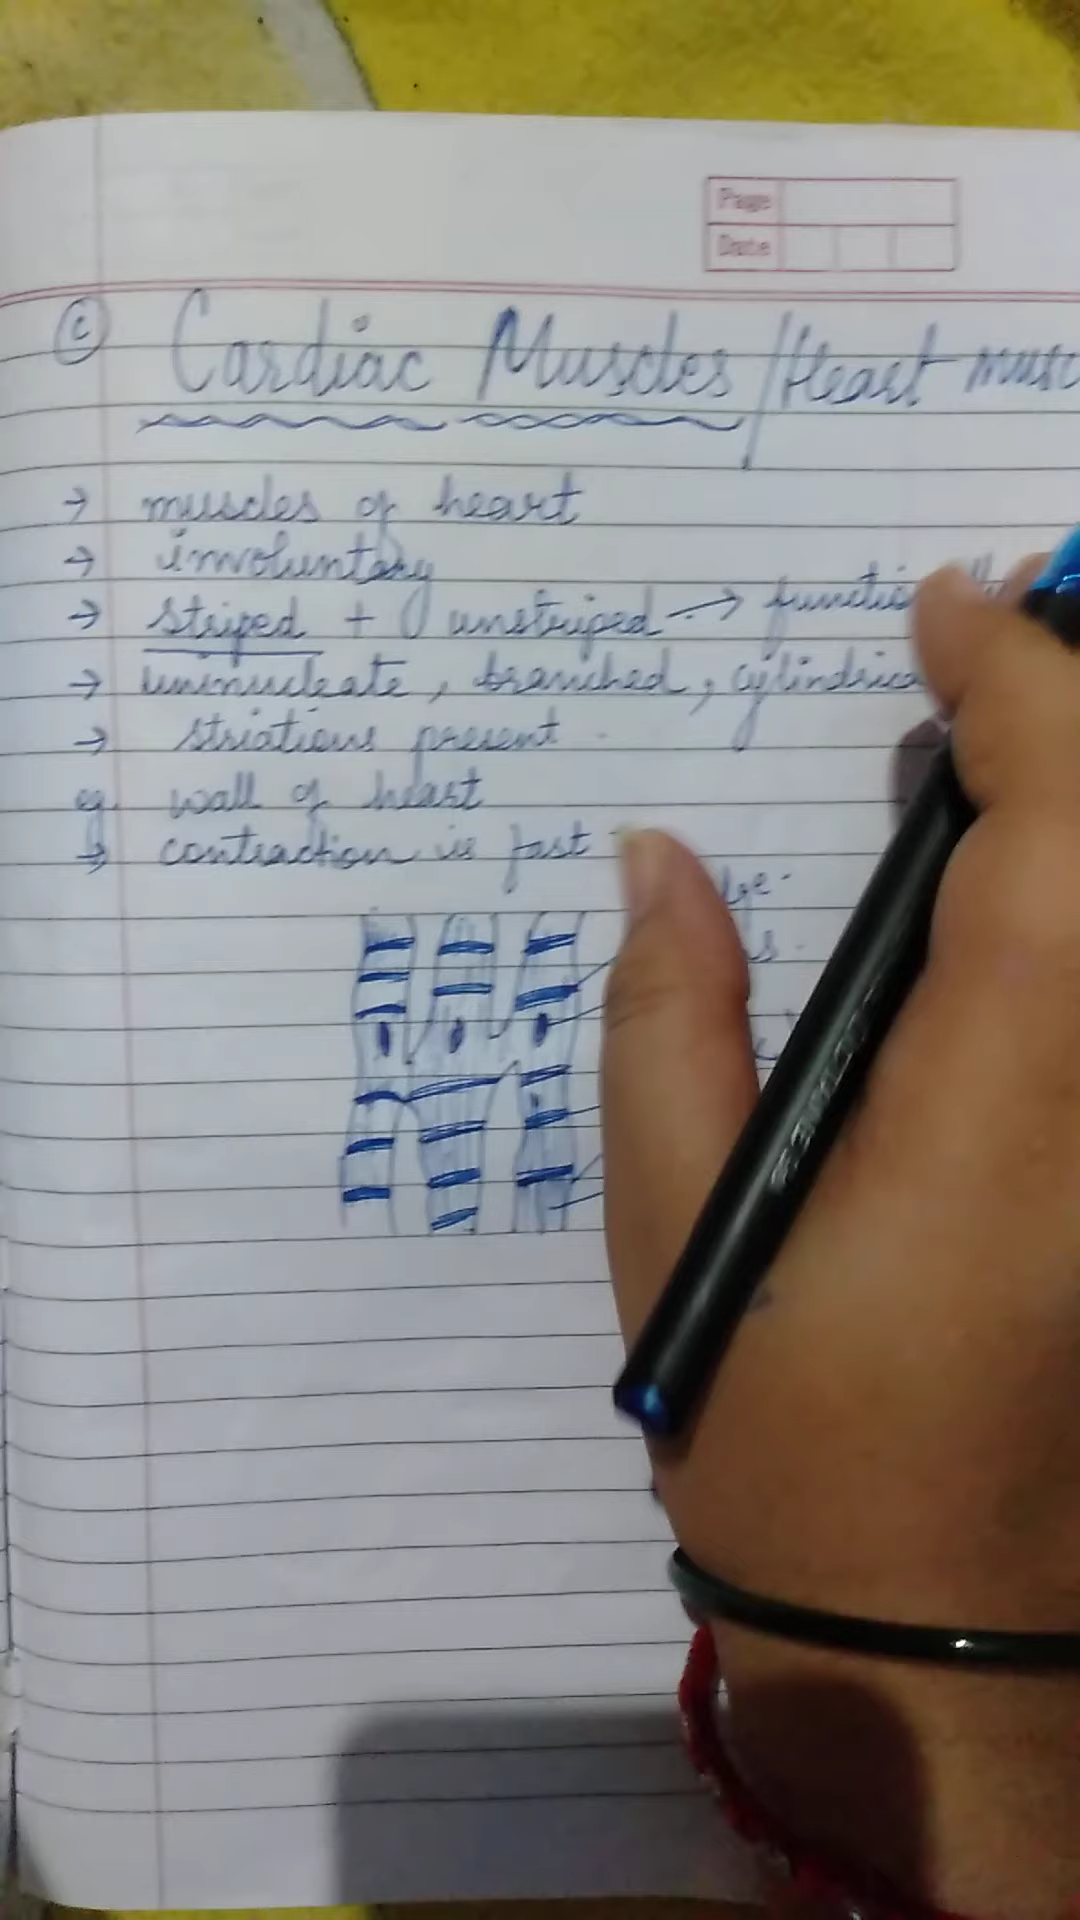 Page
Date
(c) Cardiac Muscles / Heart
→ muscles of heart
→ involuntary
→ striped + unstriped →
→ uninucleate, branched,
→ striations present.
eg. wall of heart
→ contraction is fast